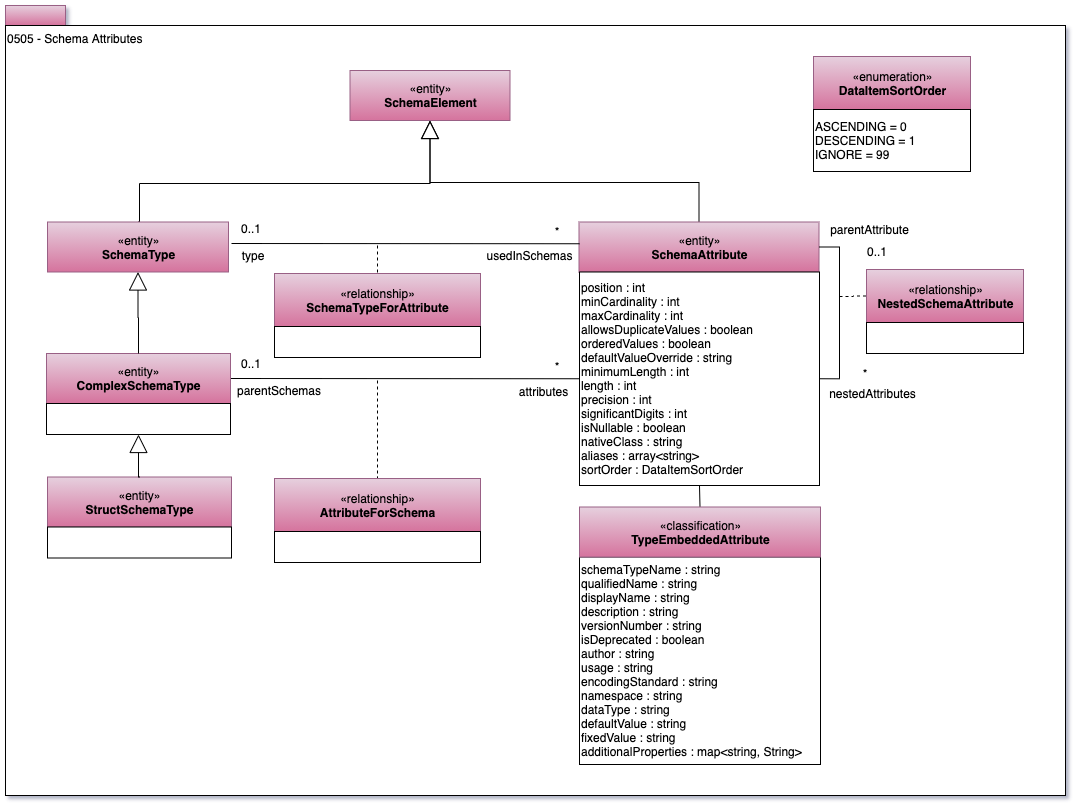 0505 - Schema Attributes
«entity»
SchemaElement
«enumeration»
DataItemSortOrder
ASCENDING = 0
DESCENDING = 1
IGNORE = 99
«entity»
SchemaType
0..1
type
*
usedInSchemas
«entity»
SchemaAttribute
position : int
minCardinality : int
maxCardinality : int
allowsDuplicateValues : boolean
orderedValues : boolean
defaultValueOverride : string
minimumLength : int
length : int
precision : int
significantDigits : int
isNullable : boolean
nativeClass : string
aliases : array<string>
sortOrder : DataItemSortOrder
parentAttribute
0..1
«relationship»
NestedSchemaAttribute
*
nestedAttributes
«relationship»
SchemaTypeForAttribute
«entity»
ComplexSchemaType
0..1
parentSchemas
*
attributes
«entity»
StructSchemaType
«relationship»
AttributeForSchema
«classification»
TypeEmbeddedAttribute
schemaTypeName : string
qualifiedName : string
displayName : string
description : string
versionNumber : string
isDeprecated : boolean
author : string
usage : string
encodingStandard : string
namespace : string
dataType : string
defaultValue : string
fixedValue : string
additionalProperties : map<string, String>